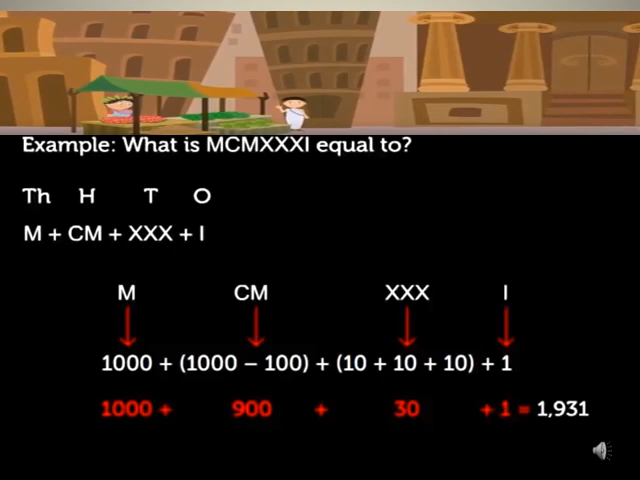 Example: What is MCMXXXI equal to?
Th H T O
M + CM + XXX + I
M CM XXX I
1000 + (1000 − 100) + (10 + 10 + 10) + 1
1000 + 900 + 30 + 1 = 1,931